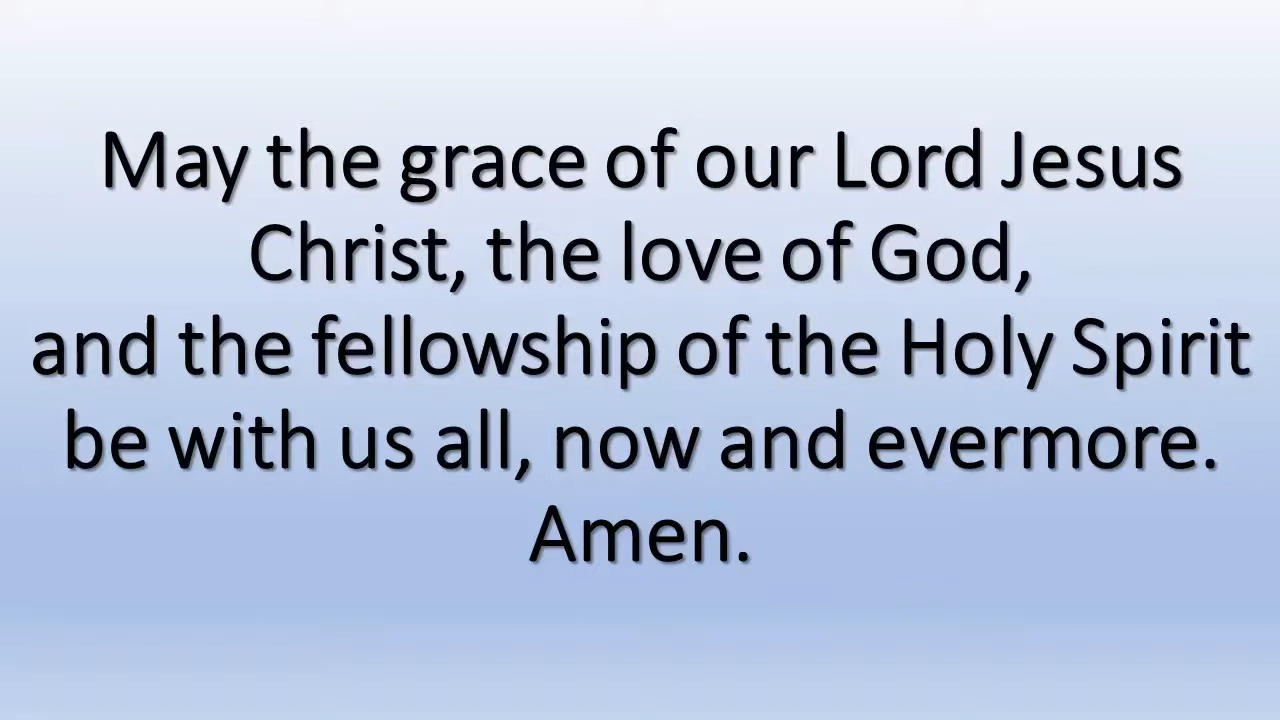 May the grace of our Lord Jesus
Christ, the love of God,
and the fellowship of the Holy Spirit
be with us all, now and evermore.
Amen.